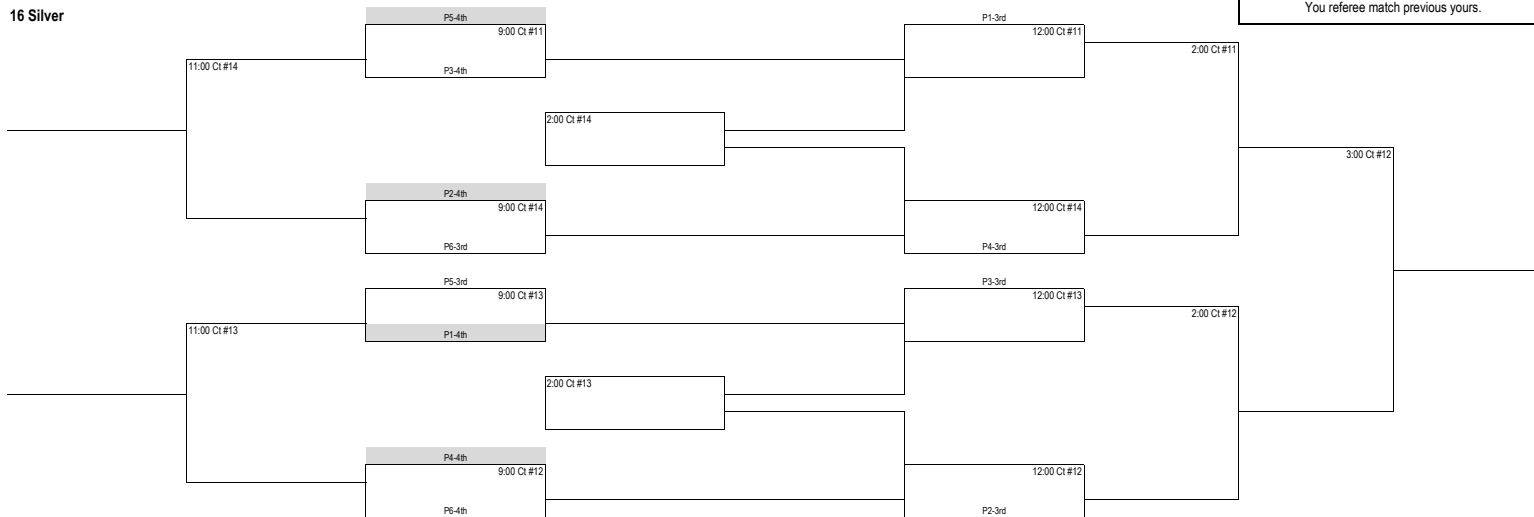 You referee match previous yours.
16 Silver
P5-4th
P1-3rd
9:00 Ct #11
12:00 Ct #11
2:00 Ct #11
11:00 Ct #14
P3-4th
2:00 Ct #14
3:00 Ct #12
P2-4th
9:00 Ct #14
12:00 Ct #14
P6-3rd
P4-3rd
P5-3rd
P3-3rd
9:00 Ct #13
12:00 Ct #13
2:00 Ct #12
11:00 Ct #13
P1-4th
2:00 Ct #13
P4-4th
9:00 Ct #12
12:00 Ct #12
P6-4th
P2-3rd